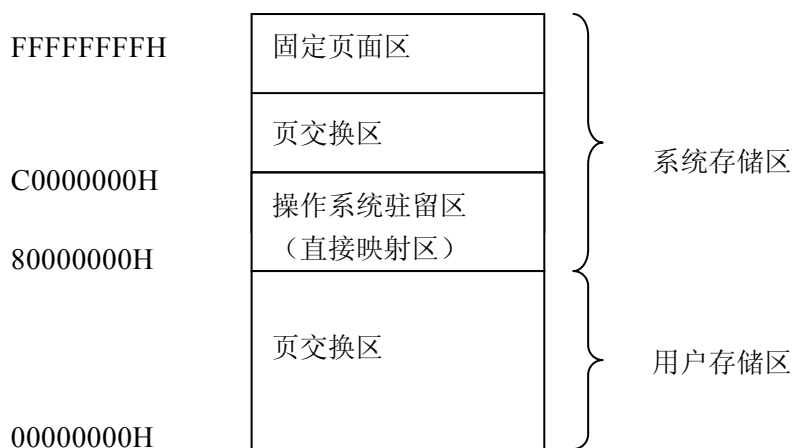 FFFFFFFFH
固定页面区
页交换区
系统存储区
C0000000H
操作系统驻留区
（直接映射区）
80000000H
页交换区
用户存储区
00000000H